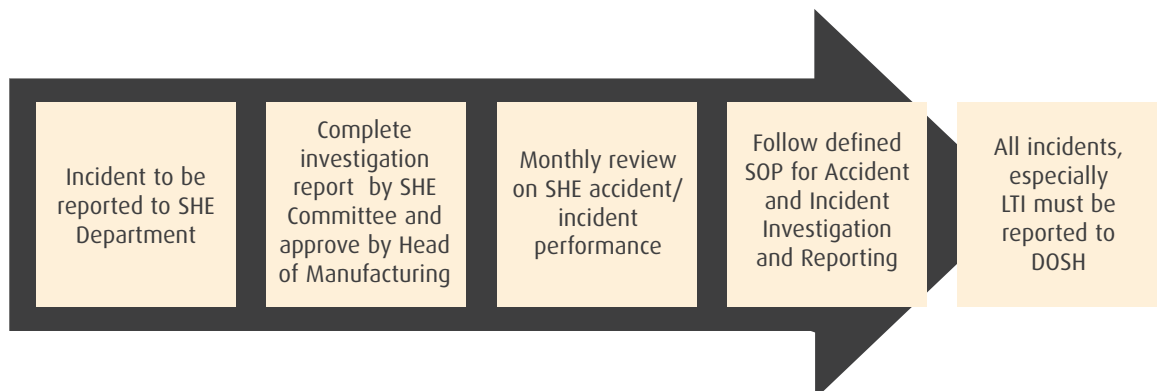 Incident to be
reported to SHE
Department
Complete
investigation
report by SHE
Committee and
approve by Head
of Manufacturing
Monthly review
on SHE accident/
incident
performance
Follow defined
SOP for Accident
and Incident
Investigation
and Reporting
All incidents,
especially
LTI must be
reported to
DOSH